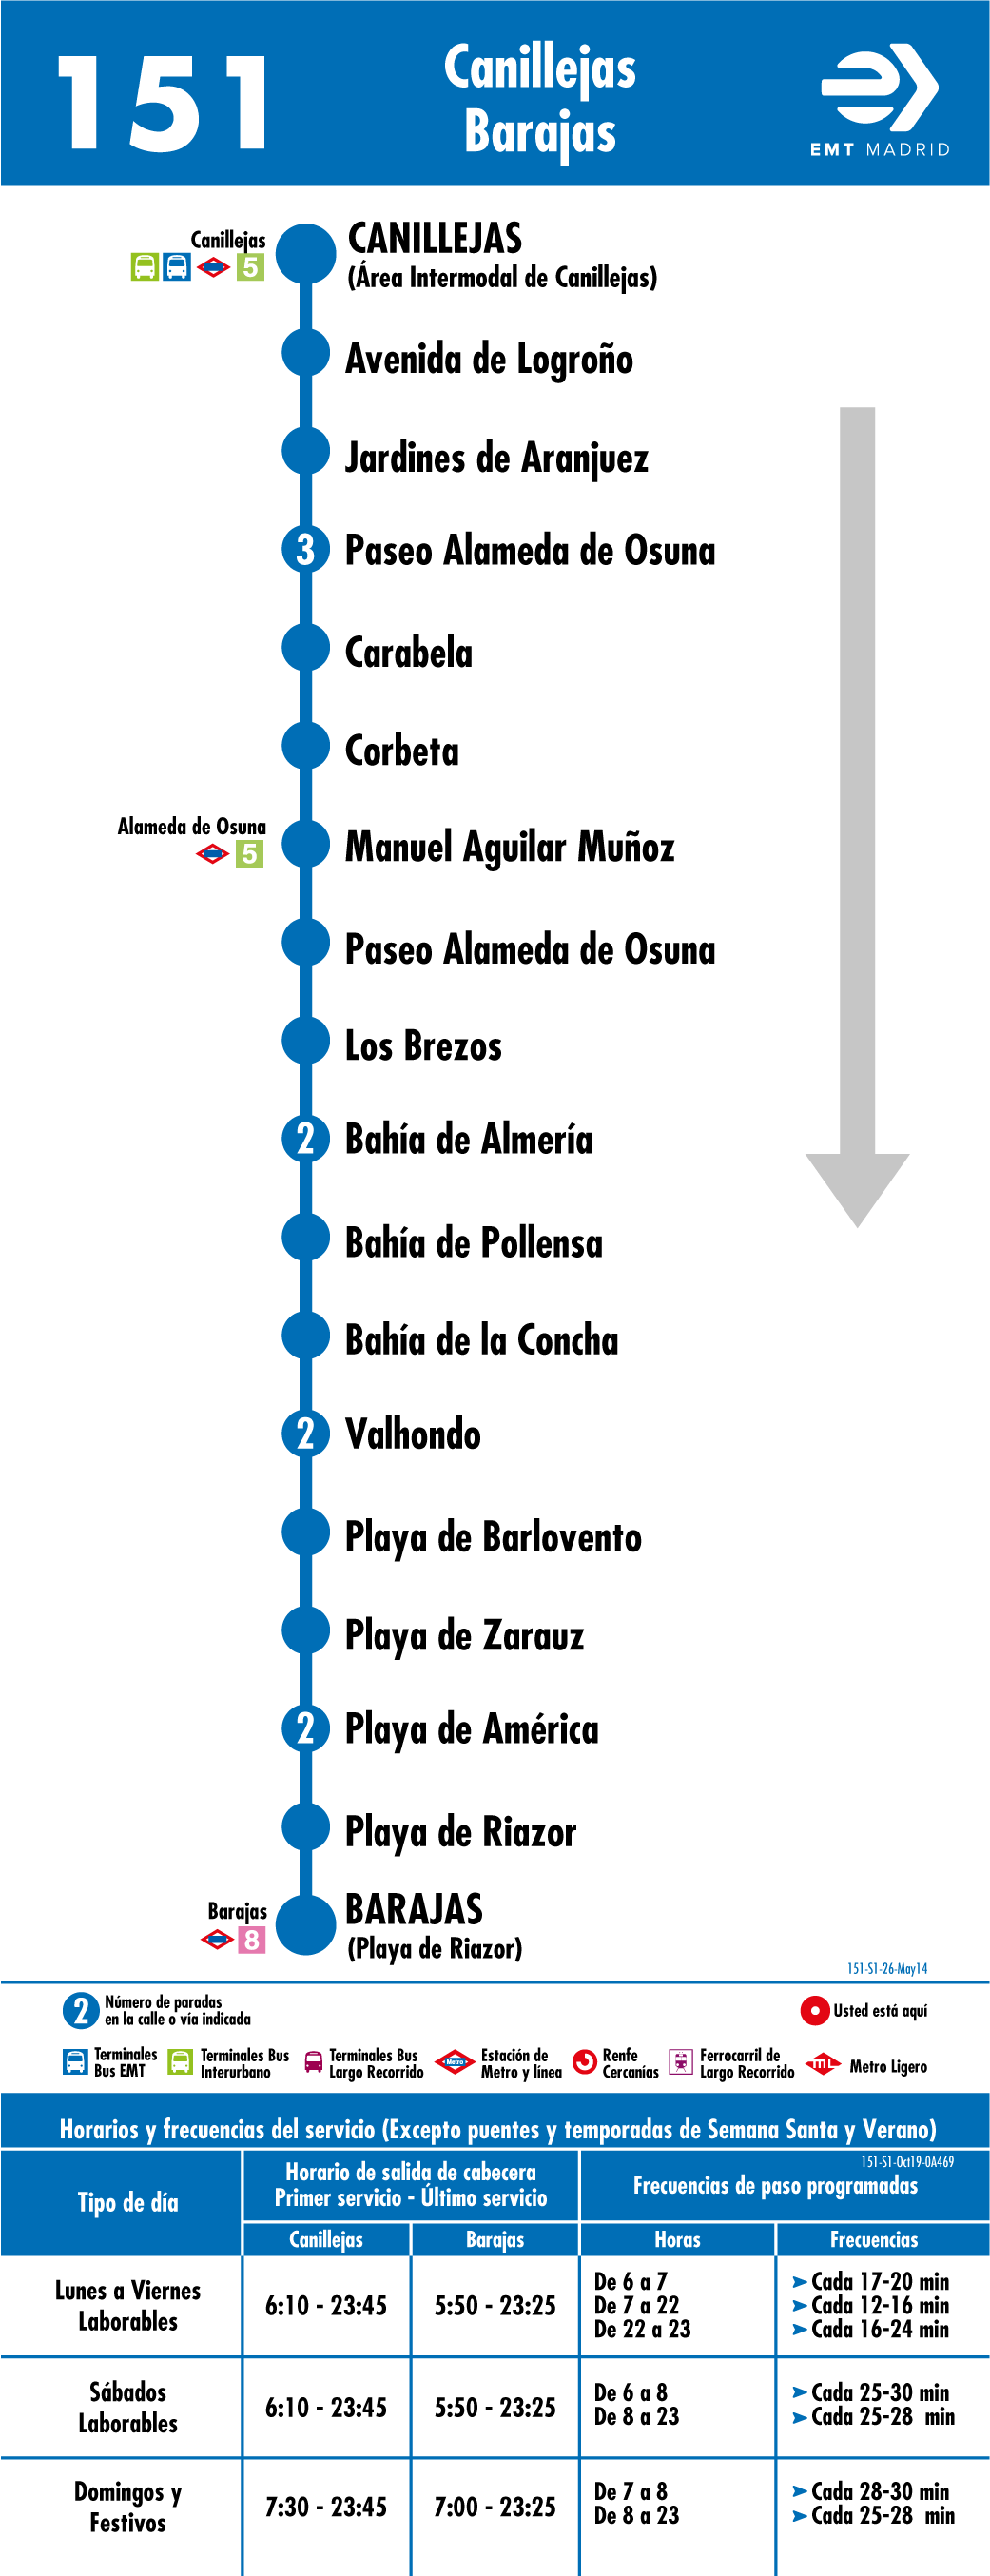 151
Canillejas
Barajas
EMT MADRID
Canillejas
5
CANILLEJAS
(Área Intermodal de Canillejas)
Avenida de Logroño
Jardines de Aranjuez
3 Paseo Alameda de Osuna
Carabela
Corbeta
Alameda de Osuna
5
Manuel Aguilar Muñoz
Paseo Alameda de Osuna
Los Brezos
2 Bahía de Almería
Bahía de Pollensa
Bahía de la Concha
2 Valhondo
Playa de Barlovento
Playa de Zarauz
2 Playa de América
Playa de Riazor
Barajas
8
BARAJAS
(Playa de Riazor)
151-S1-26-May14
2 Número de paradas
en la calle o vía indicada
Usted está aquí
Terminales
Bus EMT
Terminales Bus
Interurbano
Terminales Bus
Largo Recorrido
Metro
Estación de
Metro y línea
Renfe
Cercanías
Ferrocarril de
Largo Recorrido
ML
Metro Ligero
Horarios y frecuencias del servicio (Excepto puentes y temporadas de Semana Santa y Verano)
151-S1-Oct19-0A469
Tipo de día
Horario de salida de cabecera
Primer servicio - Último servicio
Frecuencias de paso programadas
Canillejas Barajas Horas Frecuencias
Lunes a Viernes
Laborables
6:10 - 23:45 5:50 - 23:25
De 6 a 7 Cada 17-20 min
De 7 a 22 Cada 12-16 min
De 22 a 23 Cada 16-24 min
Sábados
Laborables
6:10 - 23:45 5:50 - 23:25
De 6 a 8 Cada 25-30 min
De 8 a 23 Cada 25-28 min
Domingos y
Festivos
7:30 - 23:45 7:00 - 23:25
De 7 a 8 Cada 28-30 min
De 8 a 23 Cada 25-28 min